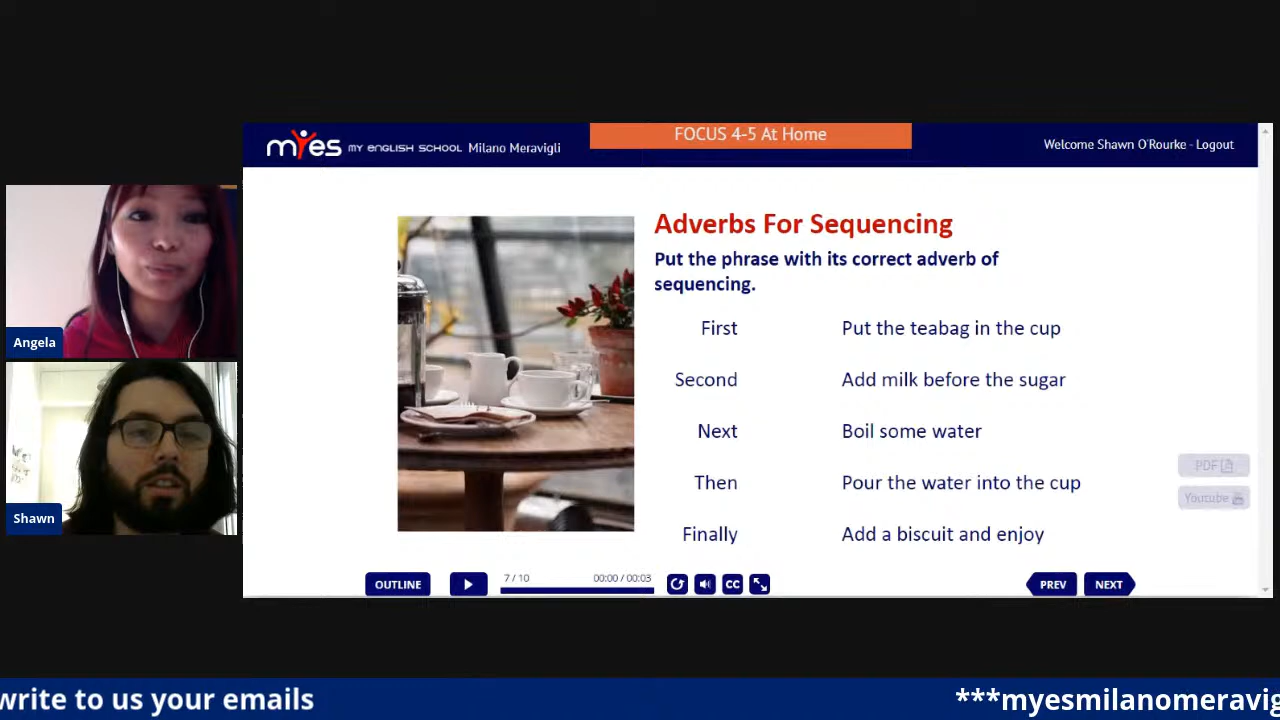 myes MY ENGLISH SCHOOL Milano Meravigli
FOCUS 4-5 At Home
Welcome Shawn O'Rourke - Logout
Angela
Shawn
Adverbs For Sequencing
Put the phrase with its correct adverb of
sequencing.
First Put the teabag in the cup
Second Add milk before the sugar
Next Boil some water
Then Pour the water into the cup
Finally Add a biscuit and enjoy
PDF
Youtube
OUTLINE
7 / 10
00:00 / 00:03
CC
PREV
NEXT
write to us your emails
***myesmilanomeravig